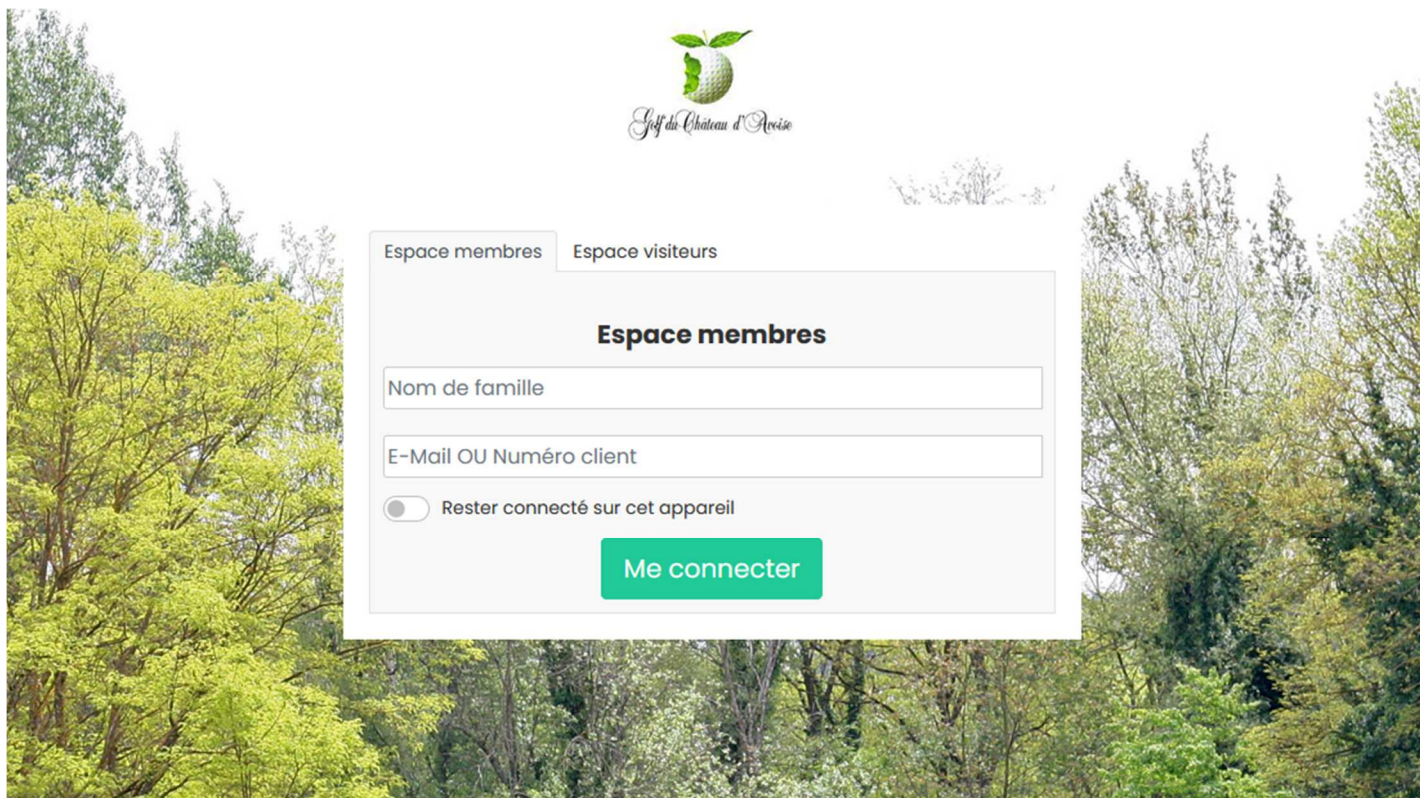 Golf du Château d'Avoise
Espace membres
Espace visiteurs
Espace membres
Nom de famille
E-Mail OU Numéro client
Rester connecté sur cet appareil
Me connecter